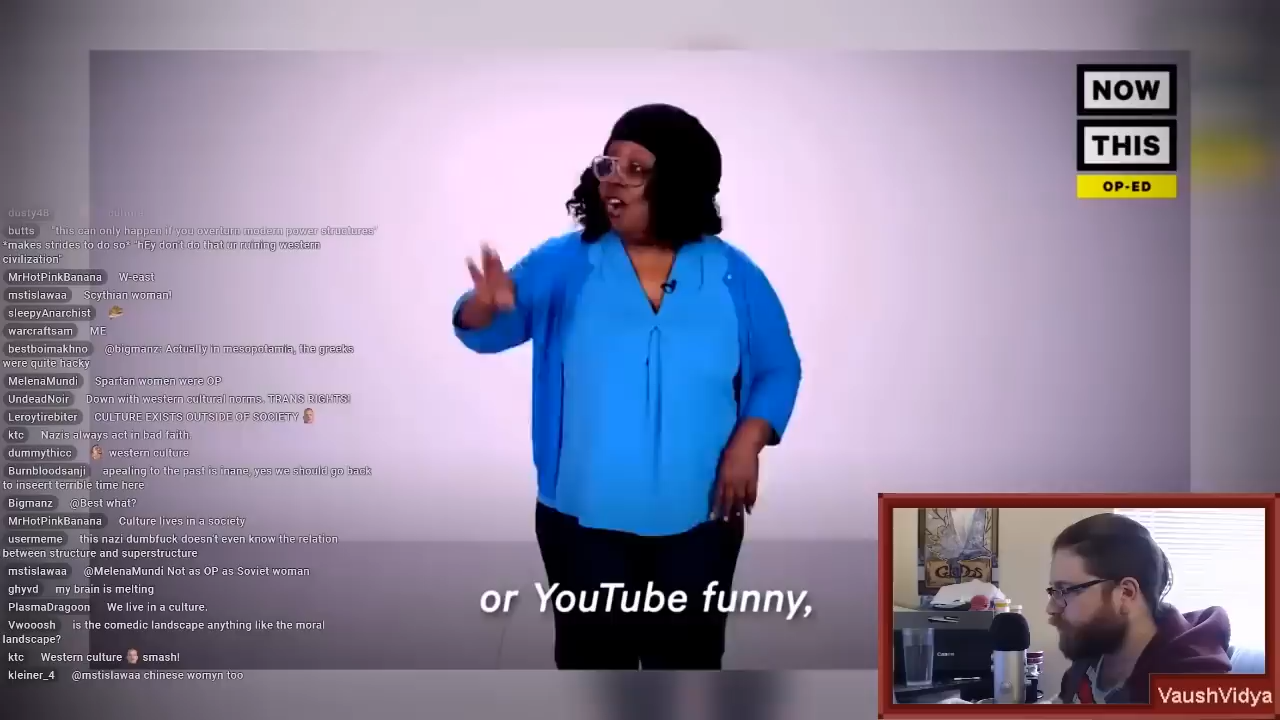 NOW
THIS
OP-ED
dusty48
butts "this can only happen if you overturn modern power structures"
*makes strides to do so* "hEy don't do that ur ruining western
civilization"
MrHotPinkBanana W-east
mstislawaa Scythian woman!
sleepyAnarchist
warcraftsam ME
bestboimakhno @bigmanz: Actually in mesopotamia, the greeks
were quite hacky
MelenaMundi Spartan women were OP
UndeadNoir Down with western cultural norms. TRANS RIGHTS!
Leroytirebiter CULTURE EXISTS OUTSIDE OF SOCIETY
ktc Nazis always act in bad faith.
dummythicc western culture
Burnbloodsanji apealing to the past is inane, yes we should go back
to inseert terrible time here
Bigmanz @Best what?
MrHotPinkBanana Culture lives in a society
usermeme this nazi dumbfuck doesn't even know the relation
between structure and superstructure
mstislawaa @MelenaMundi Not as OP as Soviet woman
ghyvd my brain is melting
PlasmaDragoon We live in a culture.
Vwooosh is the comedic landscape anything like the moral
landscape?
ktc Western culture smash!
kleiner_4 @mstislawaa chinese womyn too
or YouTube funny,
VaushVidya